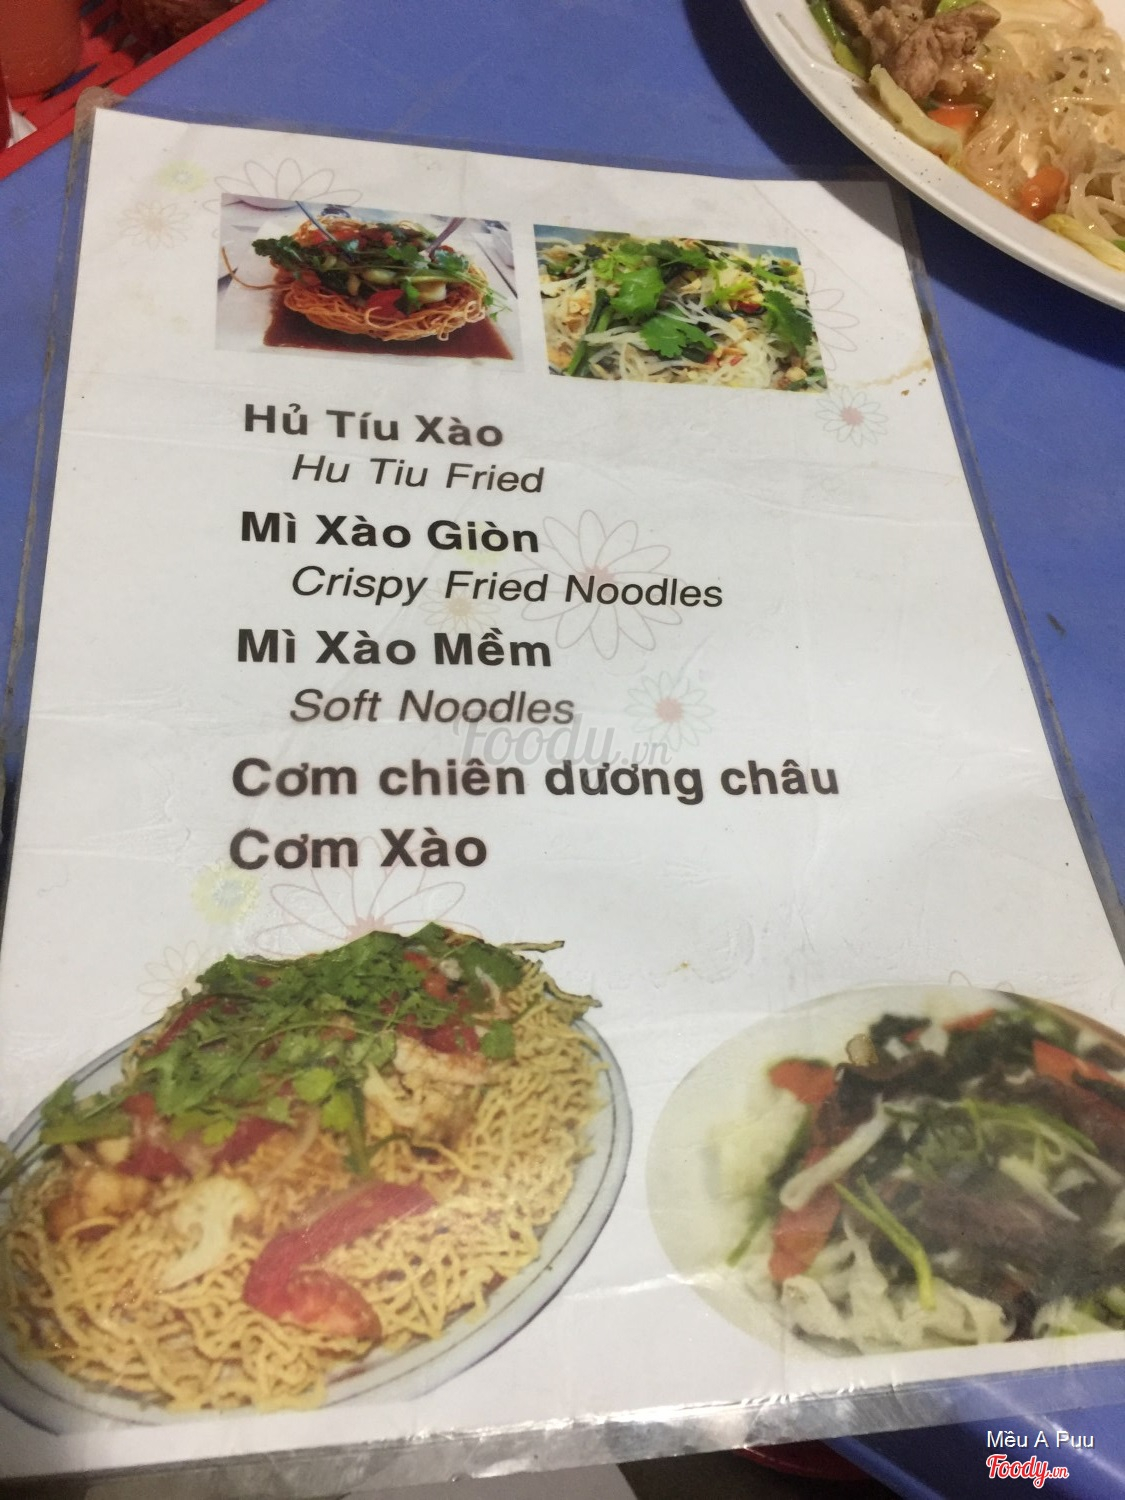 Hủ Tíu Xào
Hu Tiu Fried
Mì Xào Giòn
Crispy Fried Noodles
Mì Xào Mềm
Soft Noodles
Foody.vn
Cơm chiên dương châu
Cơm Xào
Mều A Puu
Foody.vn